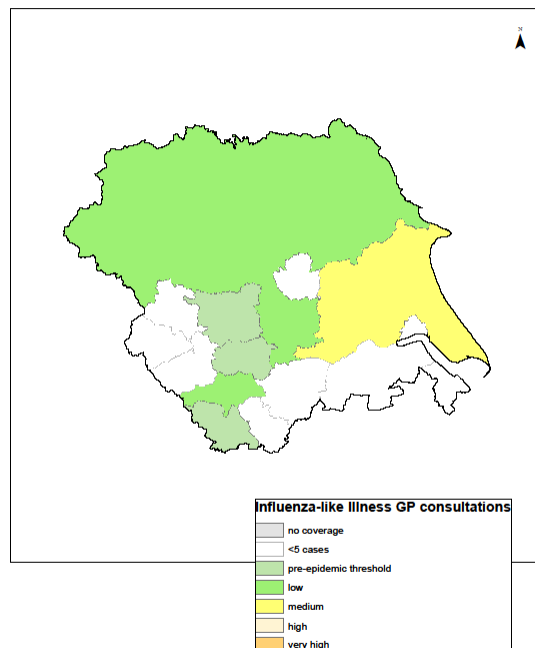 N
Influenza-like Illness GP consultations
no coverage
<5 cases
pre-epidemic threshold
low
medium
high
very high